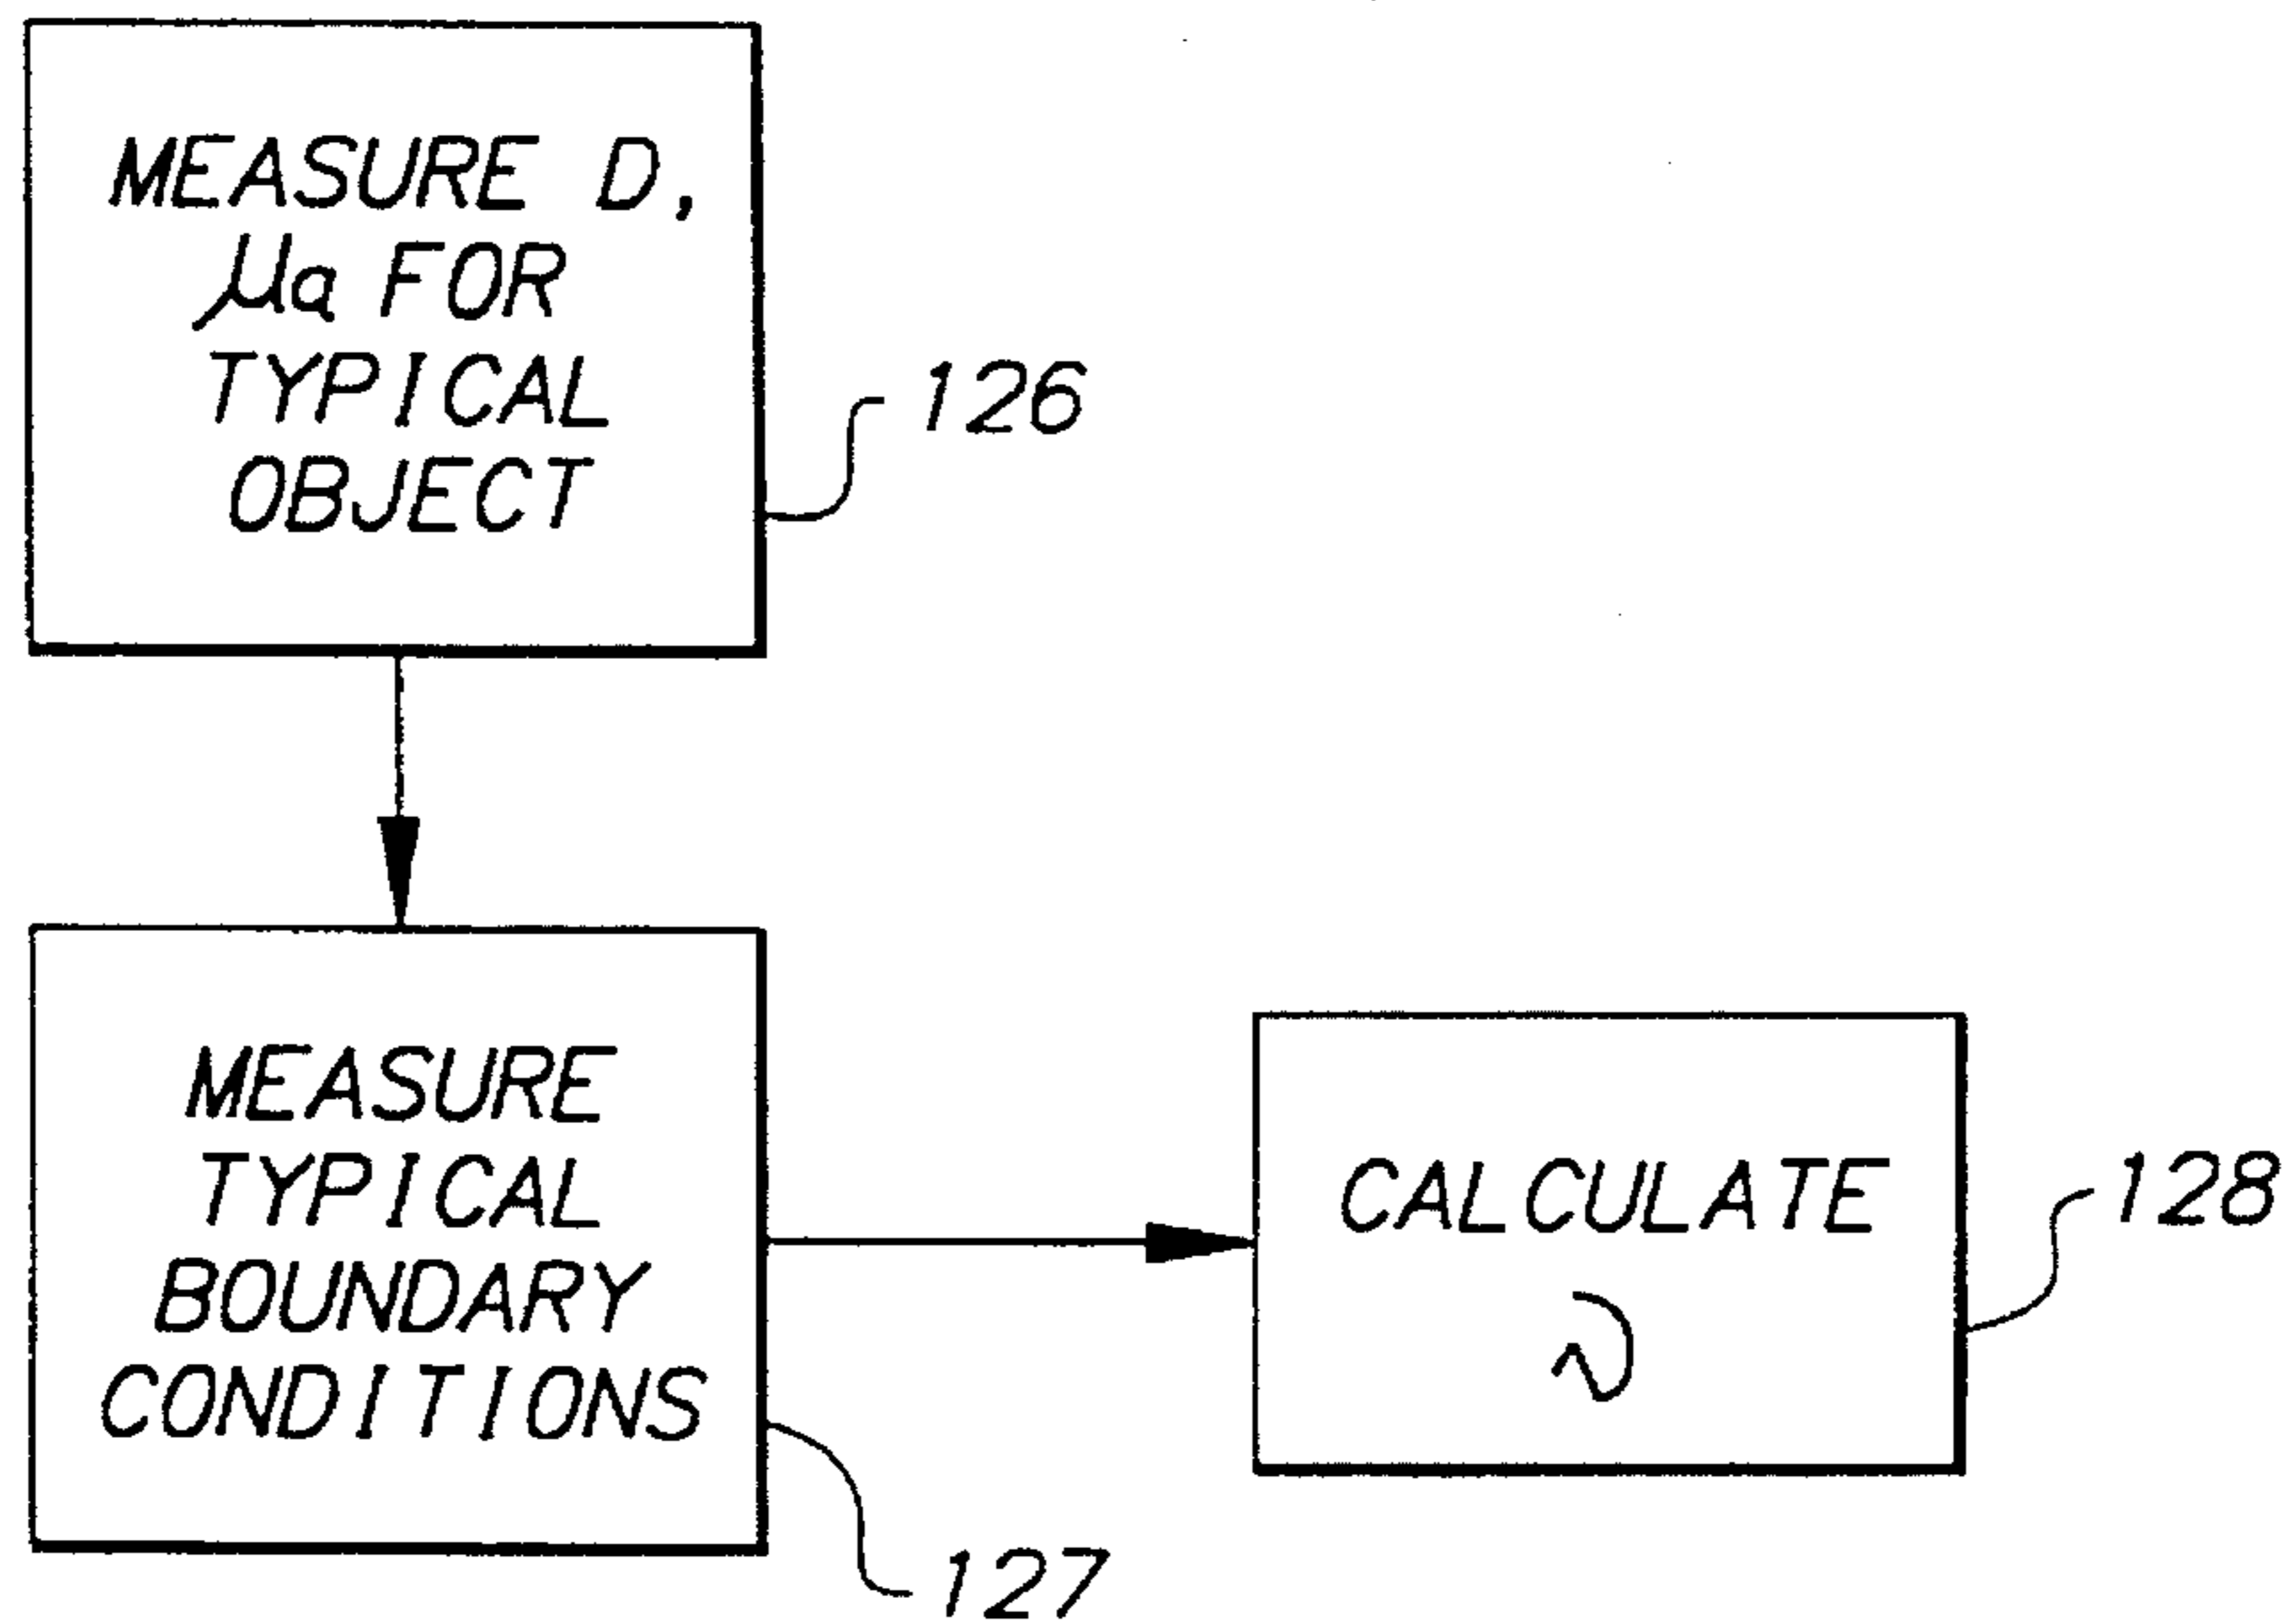 MEASURE D,
μa FOR
TYPICAL
OBJECT
126
MEASURE
TYPICAL
BOUNDARY
CONDITIONS
127
CALCULATE
128